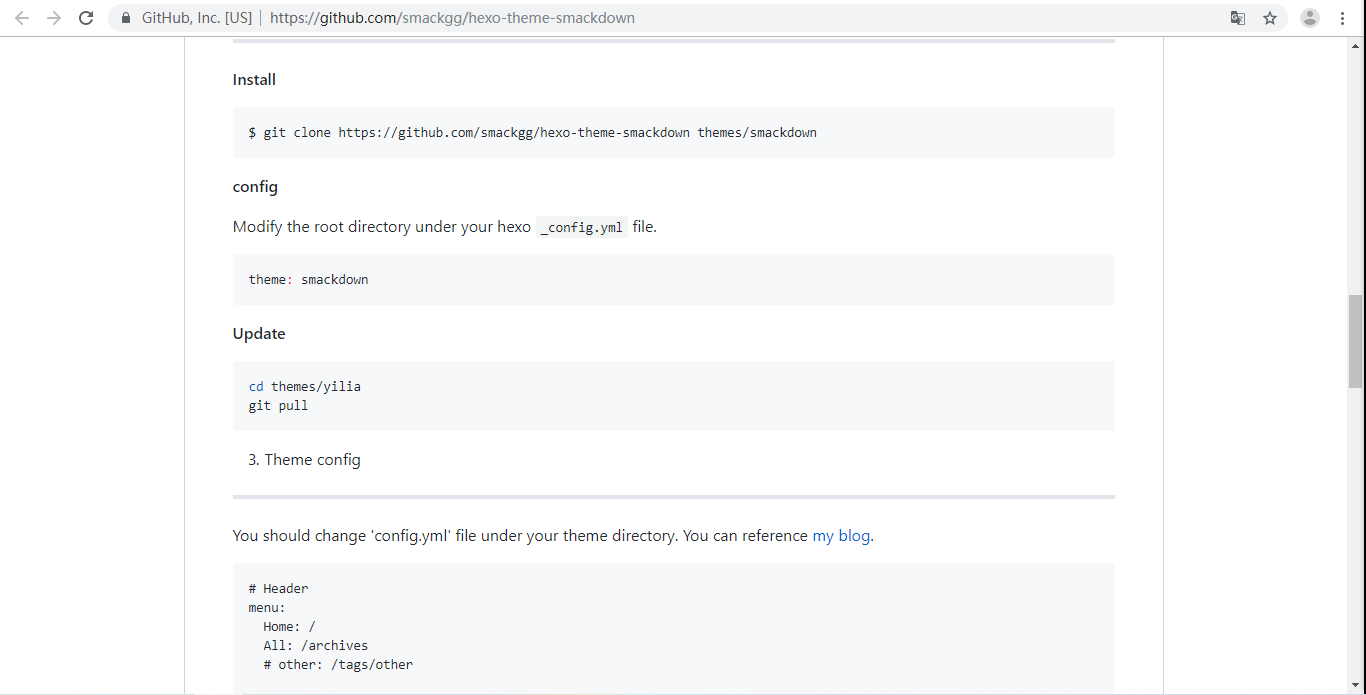 GitHub, Inc. [US] | https://github.com/smackgg/hexo-theme-smackdown
Install
$ git clone https://github.com/smackgg/hexo-theme-smackdown themes/smackdown
config
Modify the root directory under your hexo _config.yml file.
theme: smackdown
Update
cd themes/yilia
git pull
3. Theme config
You should change 'config.yml' file under your theme directory. You can reference my blog.
# Header
menu:
  Home: /
  All: /archives
  # other: /tags/other